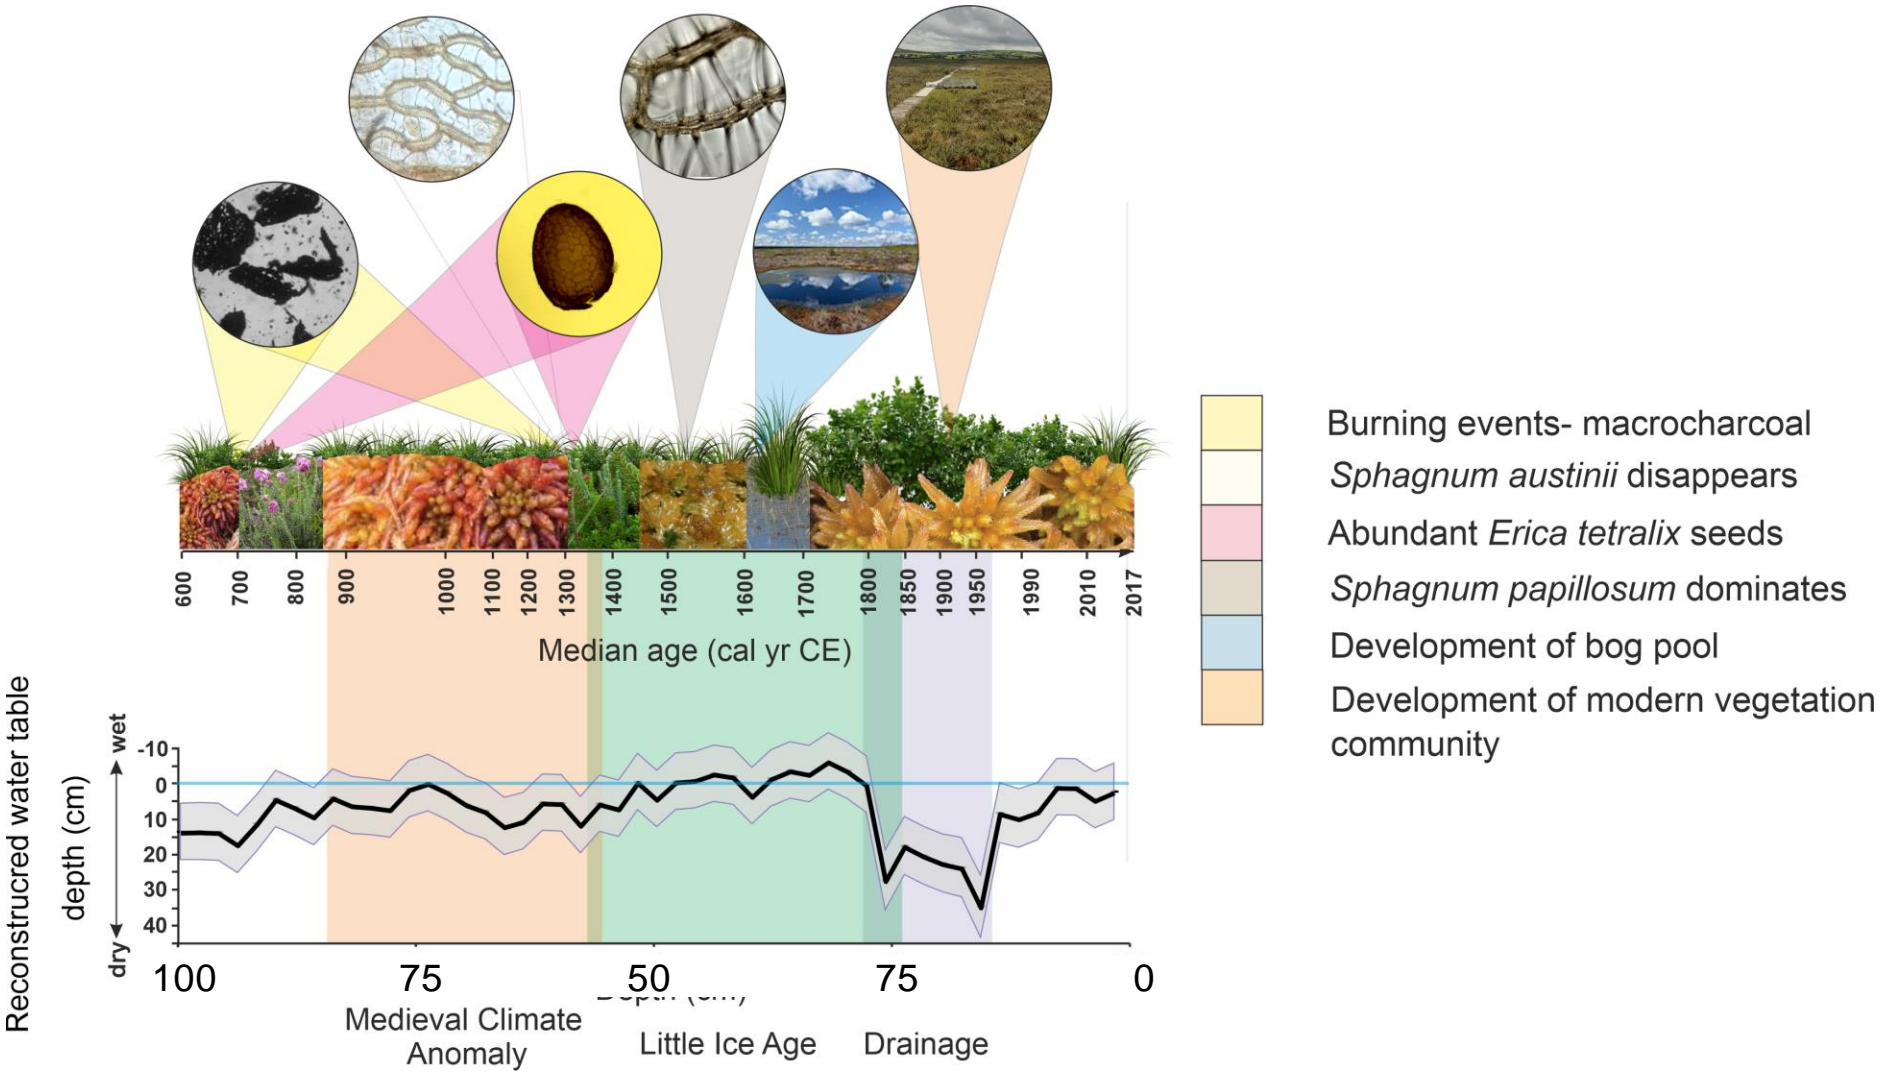 Burning events- macrocharcoal
Sphagnum austinii disappears
Abundant Erica tetralix seeds
Sphagnum papillosum dominates
Development of bog pool
Development of modern vegetation
community
600 700 800 900 1000 1100 1200 1300 1400 1500 1600 1700 1800 1850 1900 1950 1990 2010 2017
Median age (cal yr CE)
Reconstrucred water table
depth (cm)
wet
dry
-10
0
10
20
30
40
100 75 50 75 0
Depth (cm)
Medieval Climate
Anomaly
Little Ice Age
Drainage